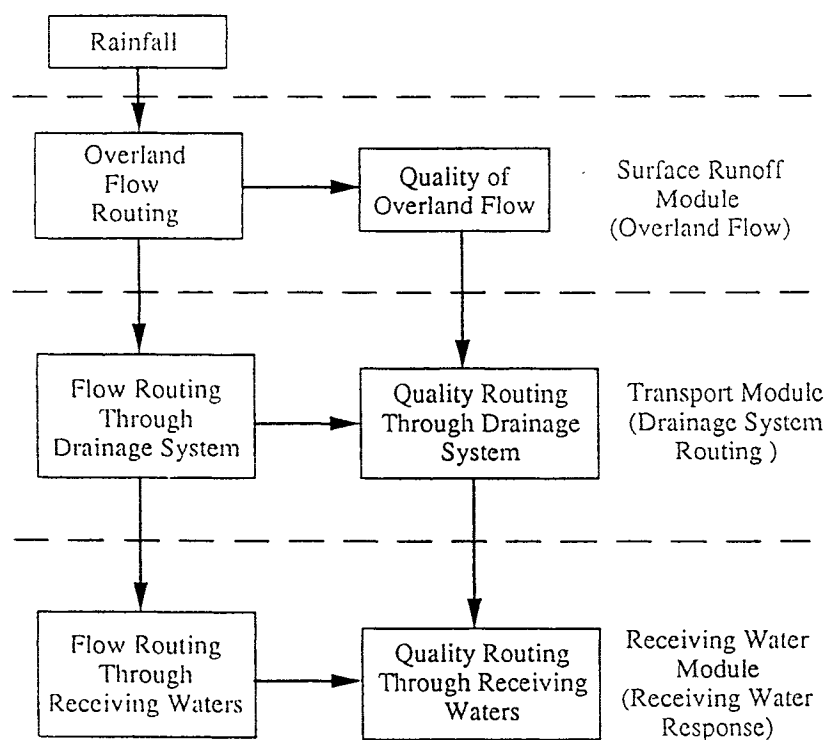 Rainfall
Overland
Flow
Routing
Quality of
Overland Flow
Surface Runoff
Module
(Overland Flow)
Flow Routing
Through
Drainage System
Quality Routing
Through Drainage
System
Transport Module
(Drainage System
Routing )
Flow Routing
Through
Receiving Waters
Quality Routing
Through Receiving
Waters
Receiving Water
Module
(Receiving Water
Response)